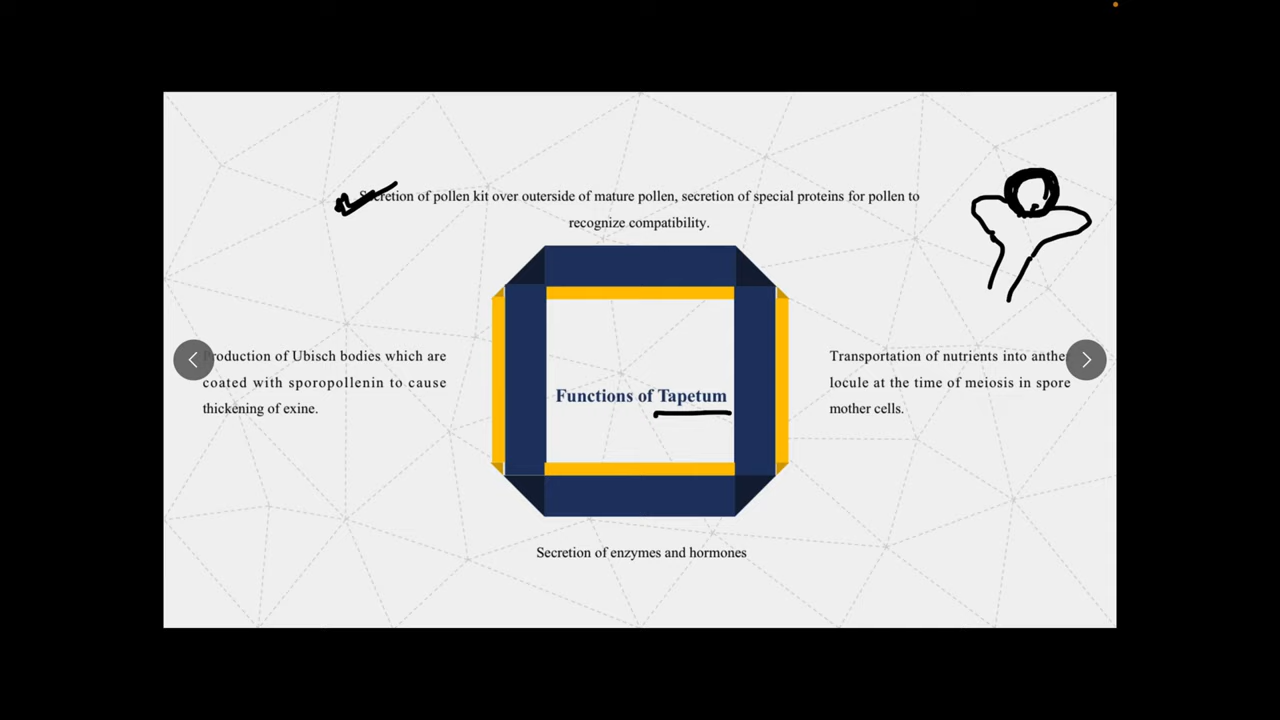 Secretion of pollen kit over outerside of mature pollen, secretion of special proteins for pollen to
recognize compatibility.
Production of Ubisch bodies which are
coated with sporopollenin to cause
thickening of exine.
Functions of Tapetum
Transportation of nutrients into anther
locule at the time of meiosis in spore
mother cells.
Secretion of enzymes and hormones